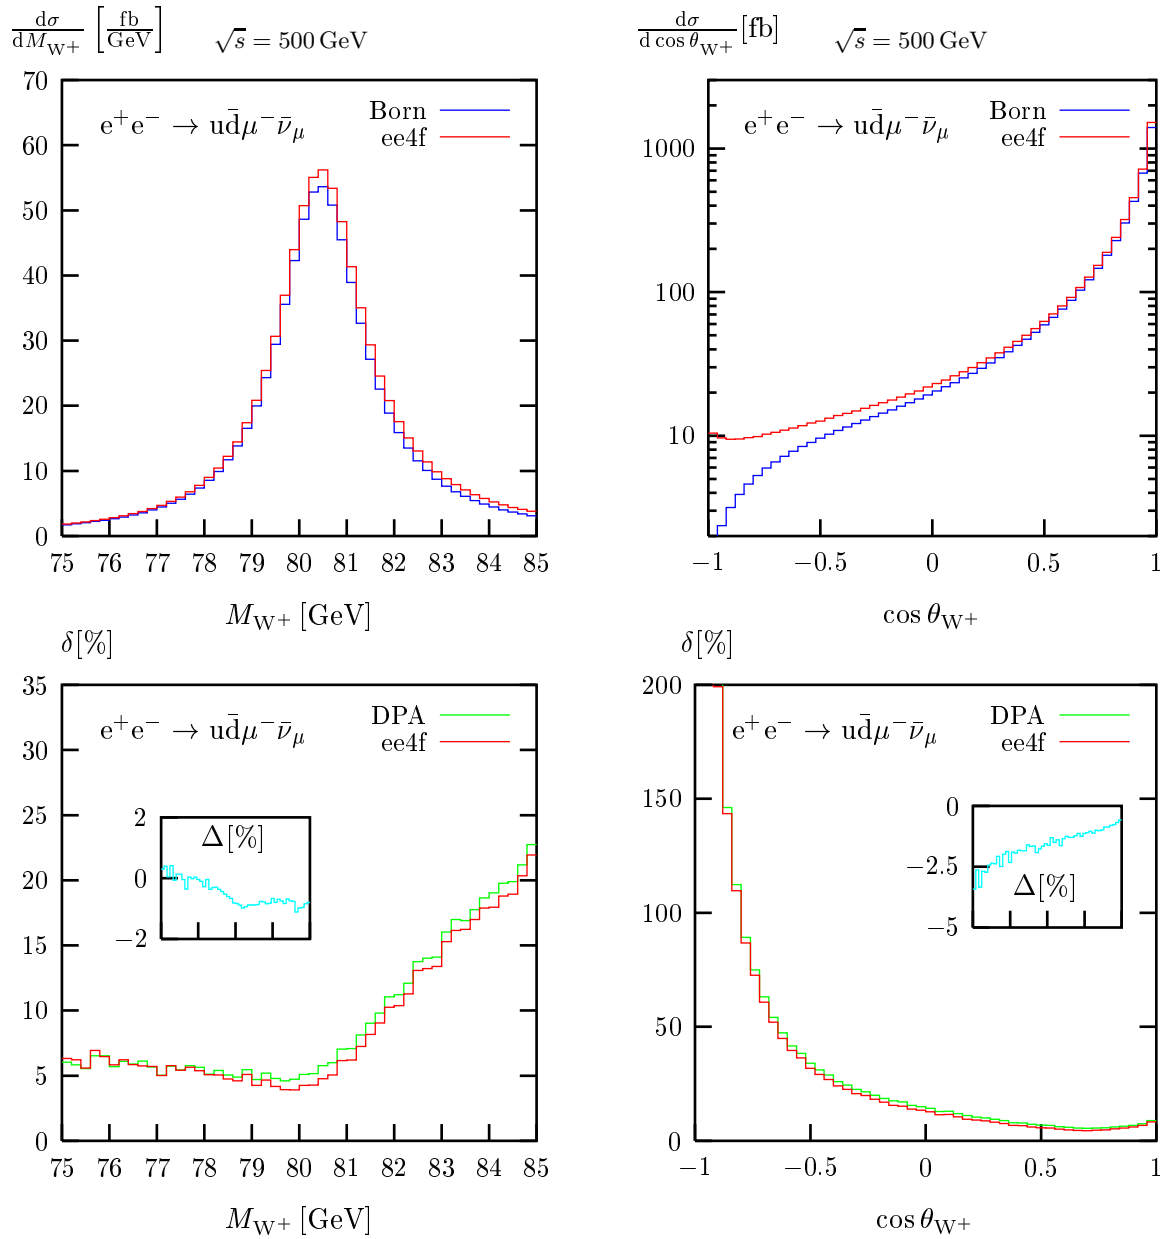 dσ/dM_W+ [fb/GeV] √s = 500 GeV
70
60
50
40
30
20
10
0
e⁺e⁻ → ud̄μ⁻ν̄_μ
Born
ee4f
75 76 77 78 79 80 81 82 83 84 85
M_W+ [GeV]
dσ/d cos θ_W+ [fb] √s = 500 GeV
1000
100
10
e⁺e⁻ → ud̄μ⁻ν̄_μ
Born
ee4f
−1 −0.5 0 0.5 1
cos θ_W+
δ[%]
35
30
25
20
15
10
5
0
e⁺e⁻ → ud̄μ⁻ν̄_μ
DPA
ee4f
2
0
−2
Δ[%]
75 76 77 78 79 80 81 82 83 84 85
M_W+ [GeV]
δ[%]
200
150
100
50
0
e⁺e⁻ → ud̄μ⁻ν̄_μ
DPA
ee4f
0
−2.5
−5
Δ[%]
−1 −0.5 0 0.5 1
cos θ_W+